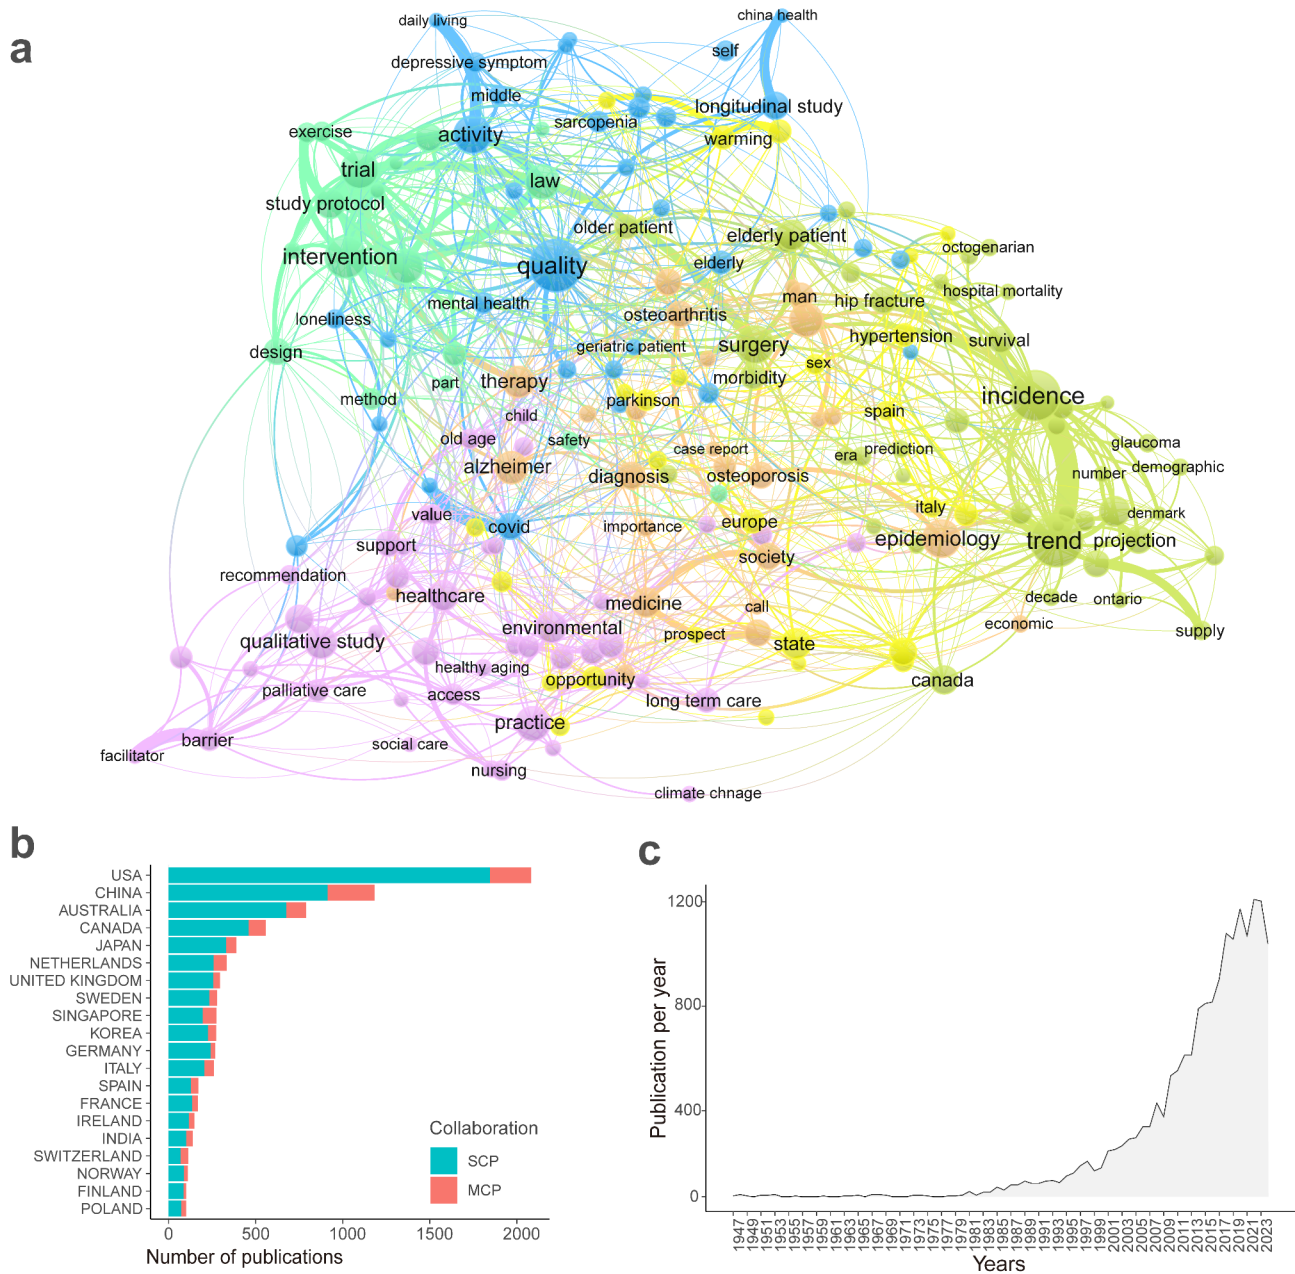 a
daily living
china health
depressive symptom
self
middle
longitudinal study
sarcopenia
exercise
activity
warming
trial
law
study protocol
older patient
elderly patient
octogenarian
intervention
quality
elderly
hospital mortality
mental health
man
hip fracture
loneliness
osteoarthritis
hypertension
survival
design
geriatric patient
surgery
sex
part
therapy
morbidity
method
parkinson
incidence
child
spain
old age
safety
case report
era
prediction
glaucoma
alzheimer
diagnosis
osteoporosis
number
demographic
value
covid
importance
europe
italy
denmark
support
society
epidemiology
trend
projection
recommendation
healthcare
medicine
call
decade
ontario
qualitative study
environmental
prospect
state
economic
supply
healthy aging
palliative care
access
opportunity
long term care
canada
practice
facilitator
barrier
social care
nursing
climate chnage
b
USA
CHINA
AUSTRALIA
CANADA
JAPAN
NETHERLANDS
UNITED KINGDOM
SWEDEN
SINGAPORE
KOREA
GERMANY
ITALY
SPAIN
FRANCE
IRELAND
INDIA
SWITZERLAND
NORWAY
FINLAND
POLAND
Collaboration
SCP
MCP
0 500 1000 1500 2000
Number of publications
c
Publication per year
1200
800
400
0
1947 1949 1951 1953 1955 1957 1959 1961 1963 1965 1967 1969 1971 1973 1975 1977 1979 1981 1983 1985 1987 1989 1991 1993 1995 1997 1999 2001 2003 2005 2007 2009 2011 2013 2015 2017 2019 2021 2023
Years